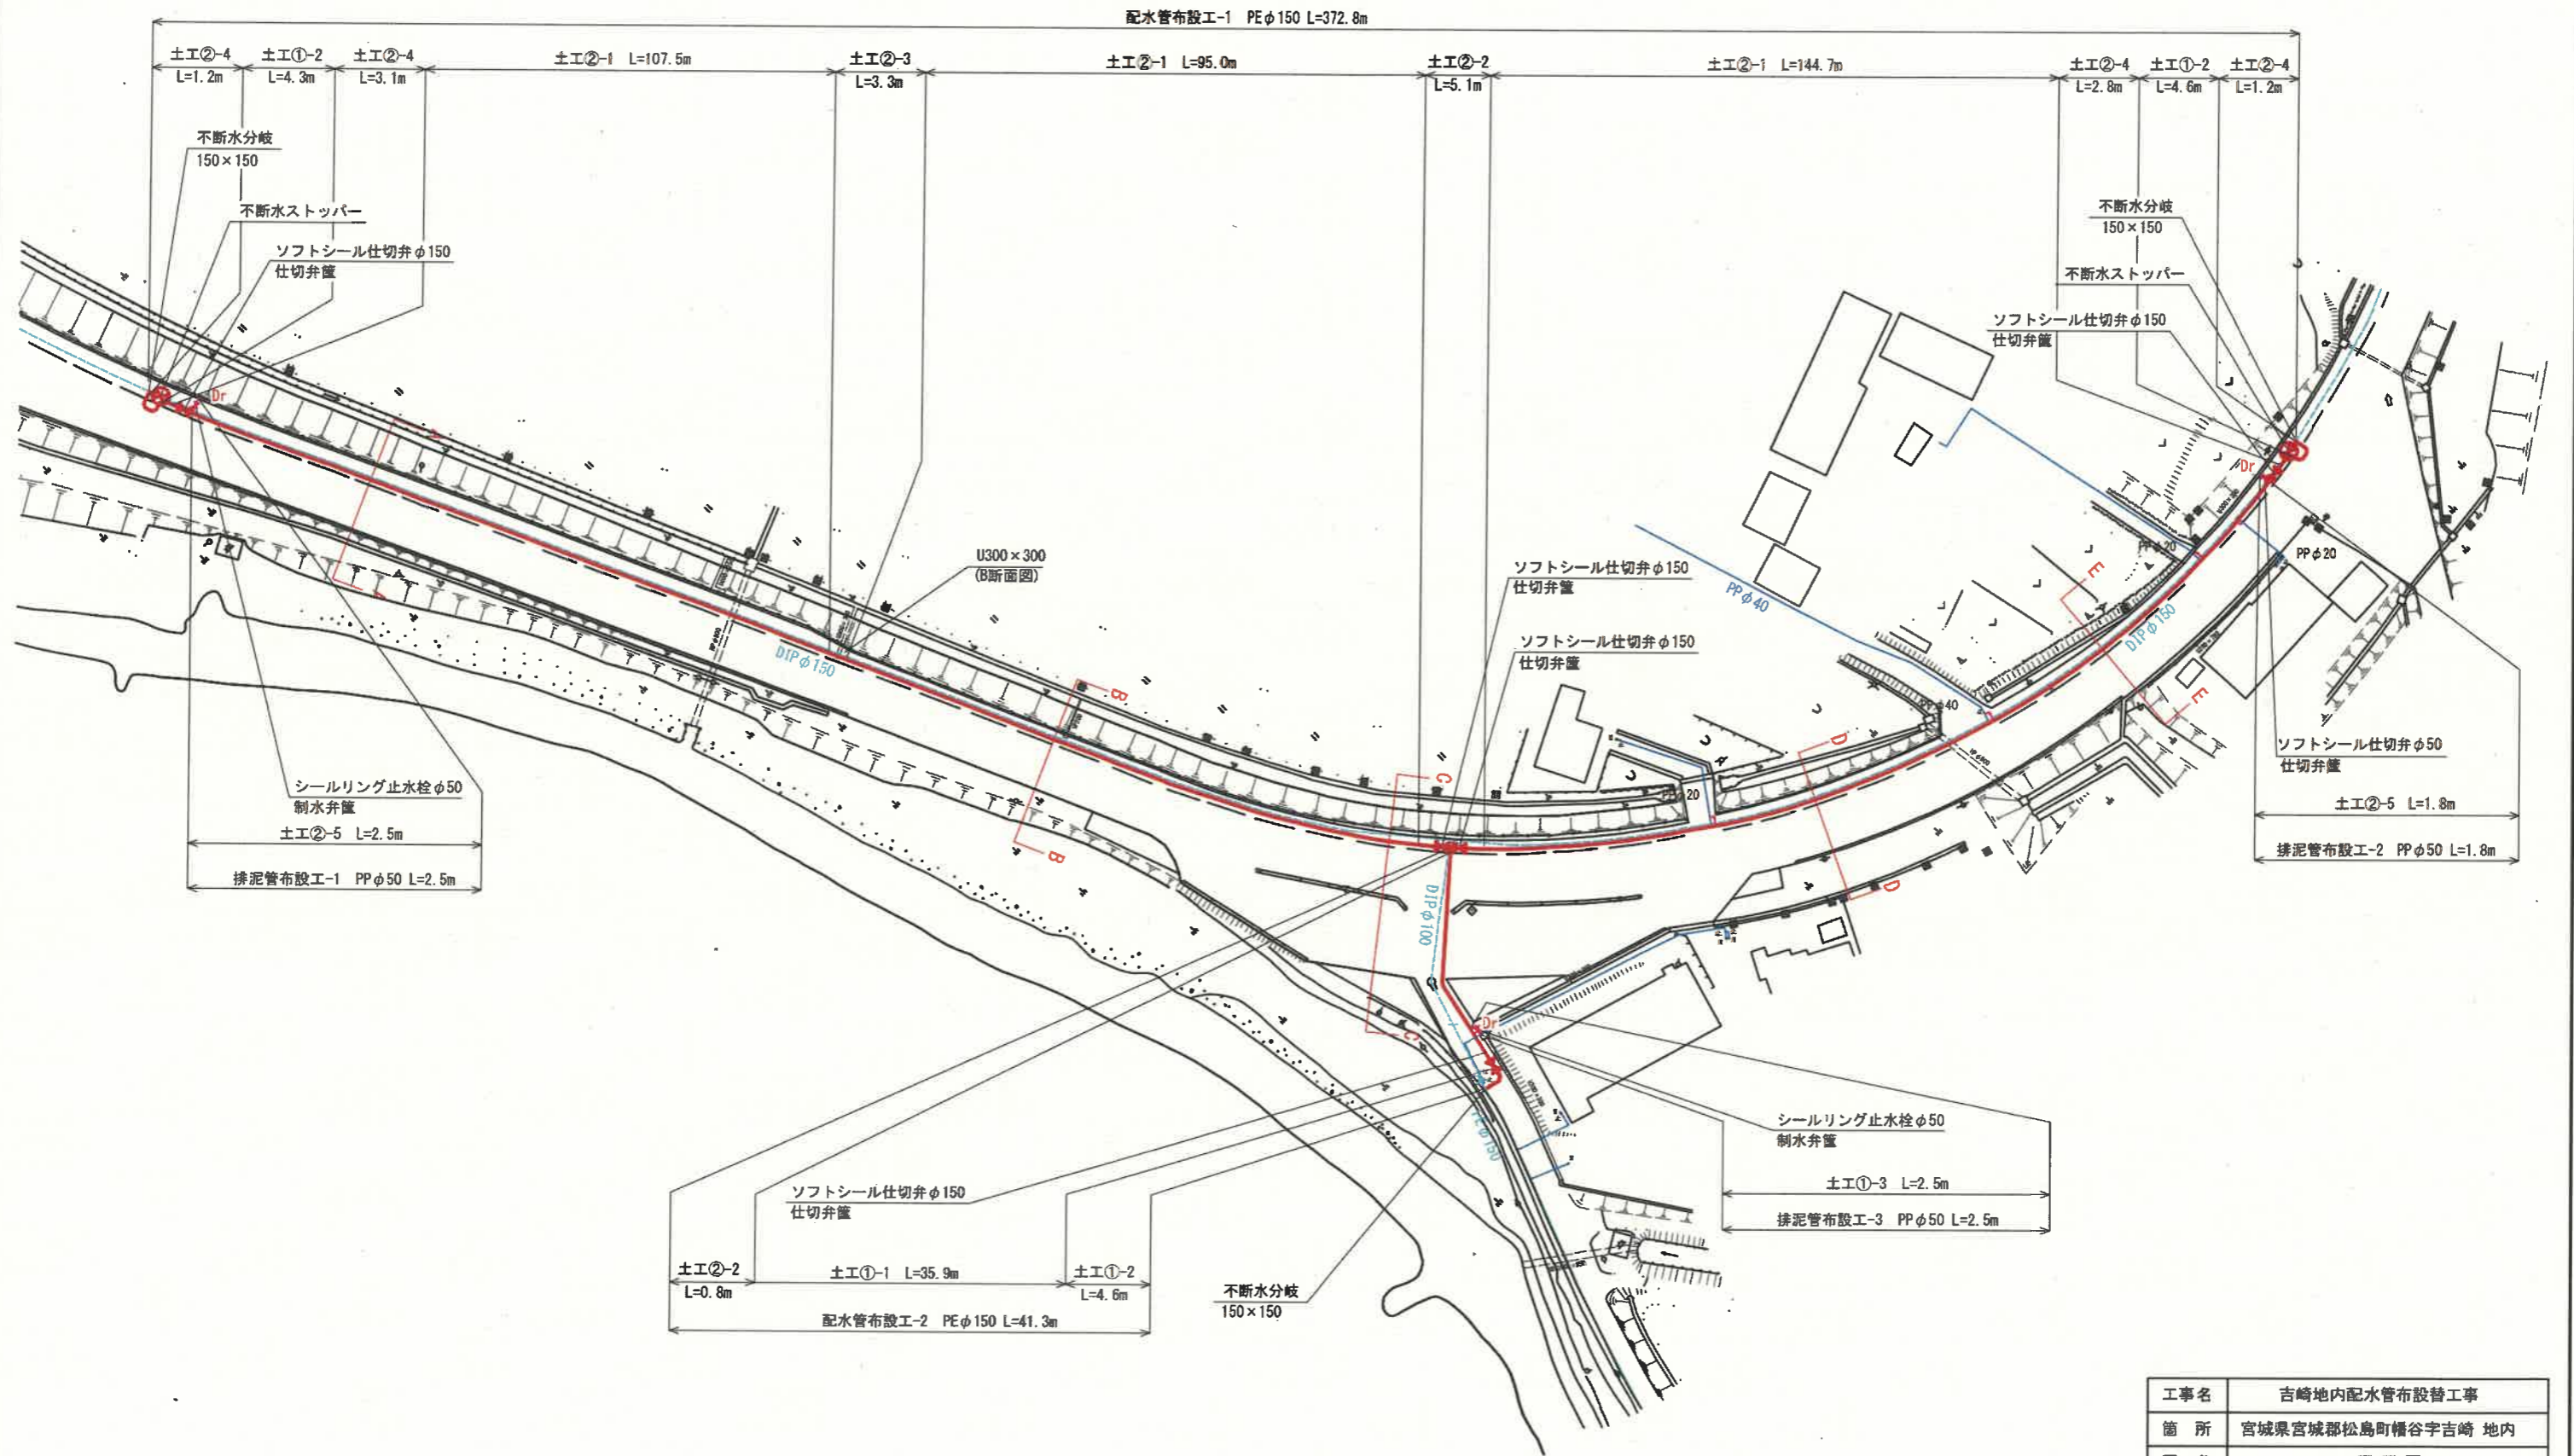 配水管布設工-1 PEφ150 L=372.8m
土工②-4
L=1.2m
土工①-2
L=4.3m
土工②-4
L=3.1m
土工②-1 L=107.5m
土工②-3
L=3.3m
土工②-1 L=95.0m
土工②-2
L=5.1m
土工②-1 L=144.7m
土工②-4
L=2.8m
土工①-2
L=4.6m
土工②-4
L=1.2m
不断水分岐
150×150
不断水ストッパー
ソフトシール仕切弁φ150
仕切弁筺
不断水分岐
150×150
不断水ストッパー
ソフトシール仕切弁φ150
仕切弁筺
Dr
Dr
A
A
U300×300
(B断面図)
DIPφ150
B
B
ソフトシール仕切弁φ150
仕切弁筺
ソフトシール仕切弁φ150
仕切弁筺
PPφ40
PPφ20
PPφ20
E
E
DIPφ150
PPφ40
D
D
C
C
PPφ20
ソフトシール仕切弁φ50
仕切弁筺
土工②-5 L=1.8m
排泥管布設工-2 PPφ50 L=1.8m
シールリング止水栓φ50
制水弁筺
土工②-5 L=2.5m
排泥管布設工-1 PPφ50 L=2.5m
DIPφ100
Dr
シールリング止水栓φ50
制水弁筺
土工①-3 L=2.5m
排泥管布設工-3 PPφ50 L=2.5m
ソフトシール仕切弁φ150
仕切弁筺
土工②-2
L=0.8m
土工①-1 L=35.9m
土工①-2
L=4.6m
配水管布設工-2 PEφ150 L=41.3m
不断水分岐
150×150
工事名 吉崎地内配水管布設替工事
箇 所 宮城県宮城郡松島町幡谷字吉崎 地内